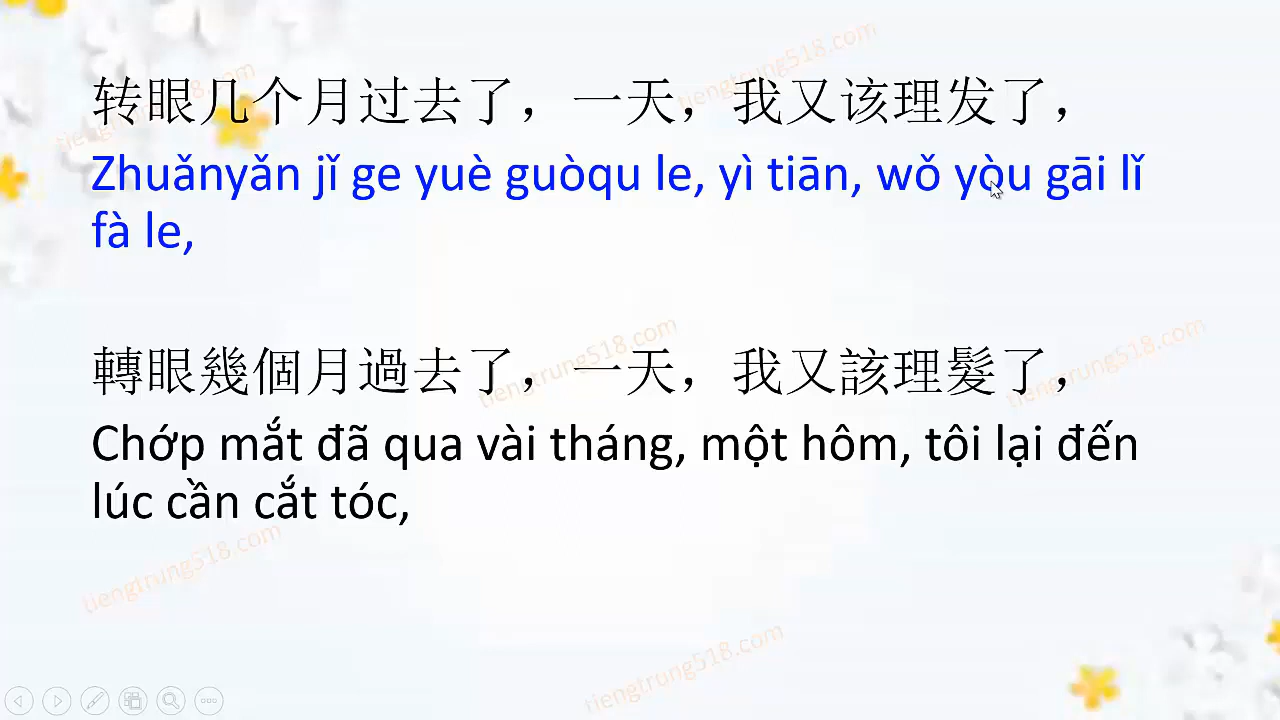 转眼几个月过去了，一天，我又该理发了，
Zhuǎnyǎn jǐ ge yuè guòqu le, yì tiān, wǒ yòu gāi lǐ
fà le,
轉眼幾個月過去了，一天，我又該理髮了，
Chớp mắt đã qua vài tháng, một hôm, tôi lại đến
lúc cần cắt tóc,
tiengtrung518.com
tiengtrung518.com
tiengtrung518.com
tiengtrung518.com
tiengtrung518.com
tiengtrung518.com